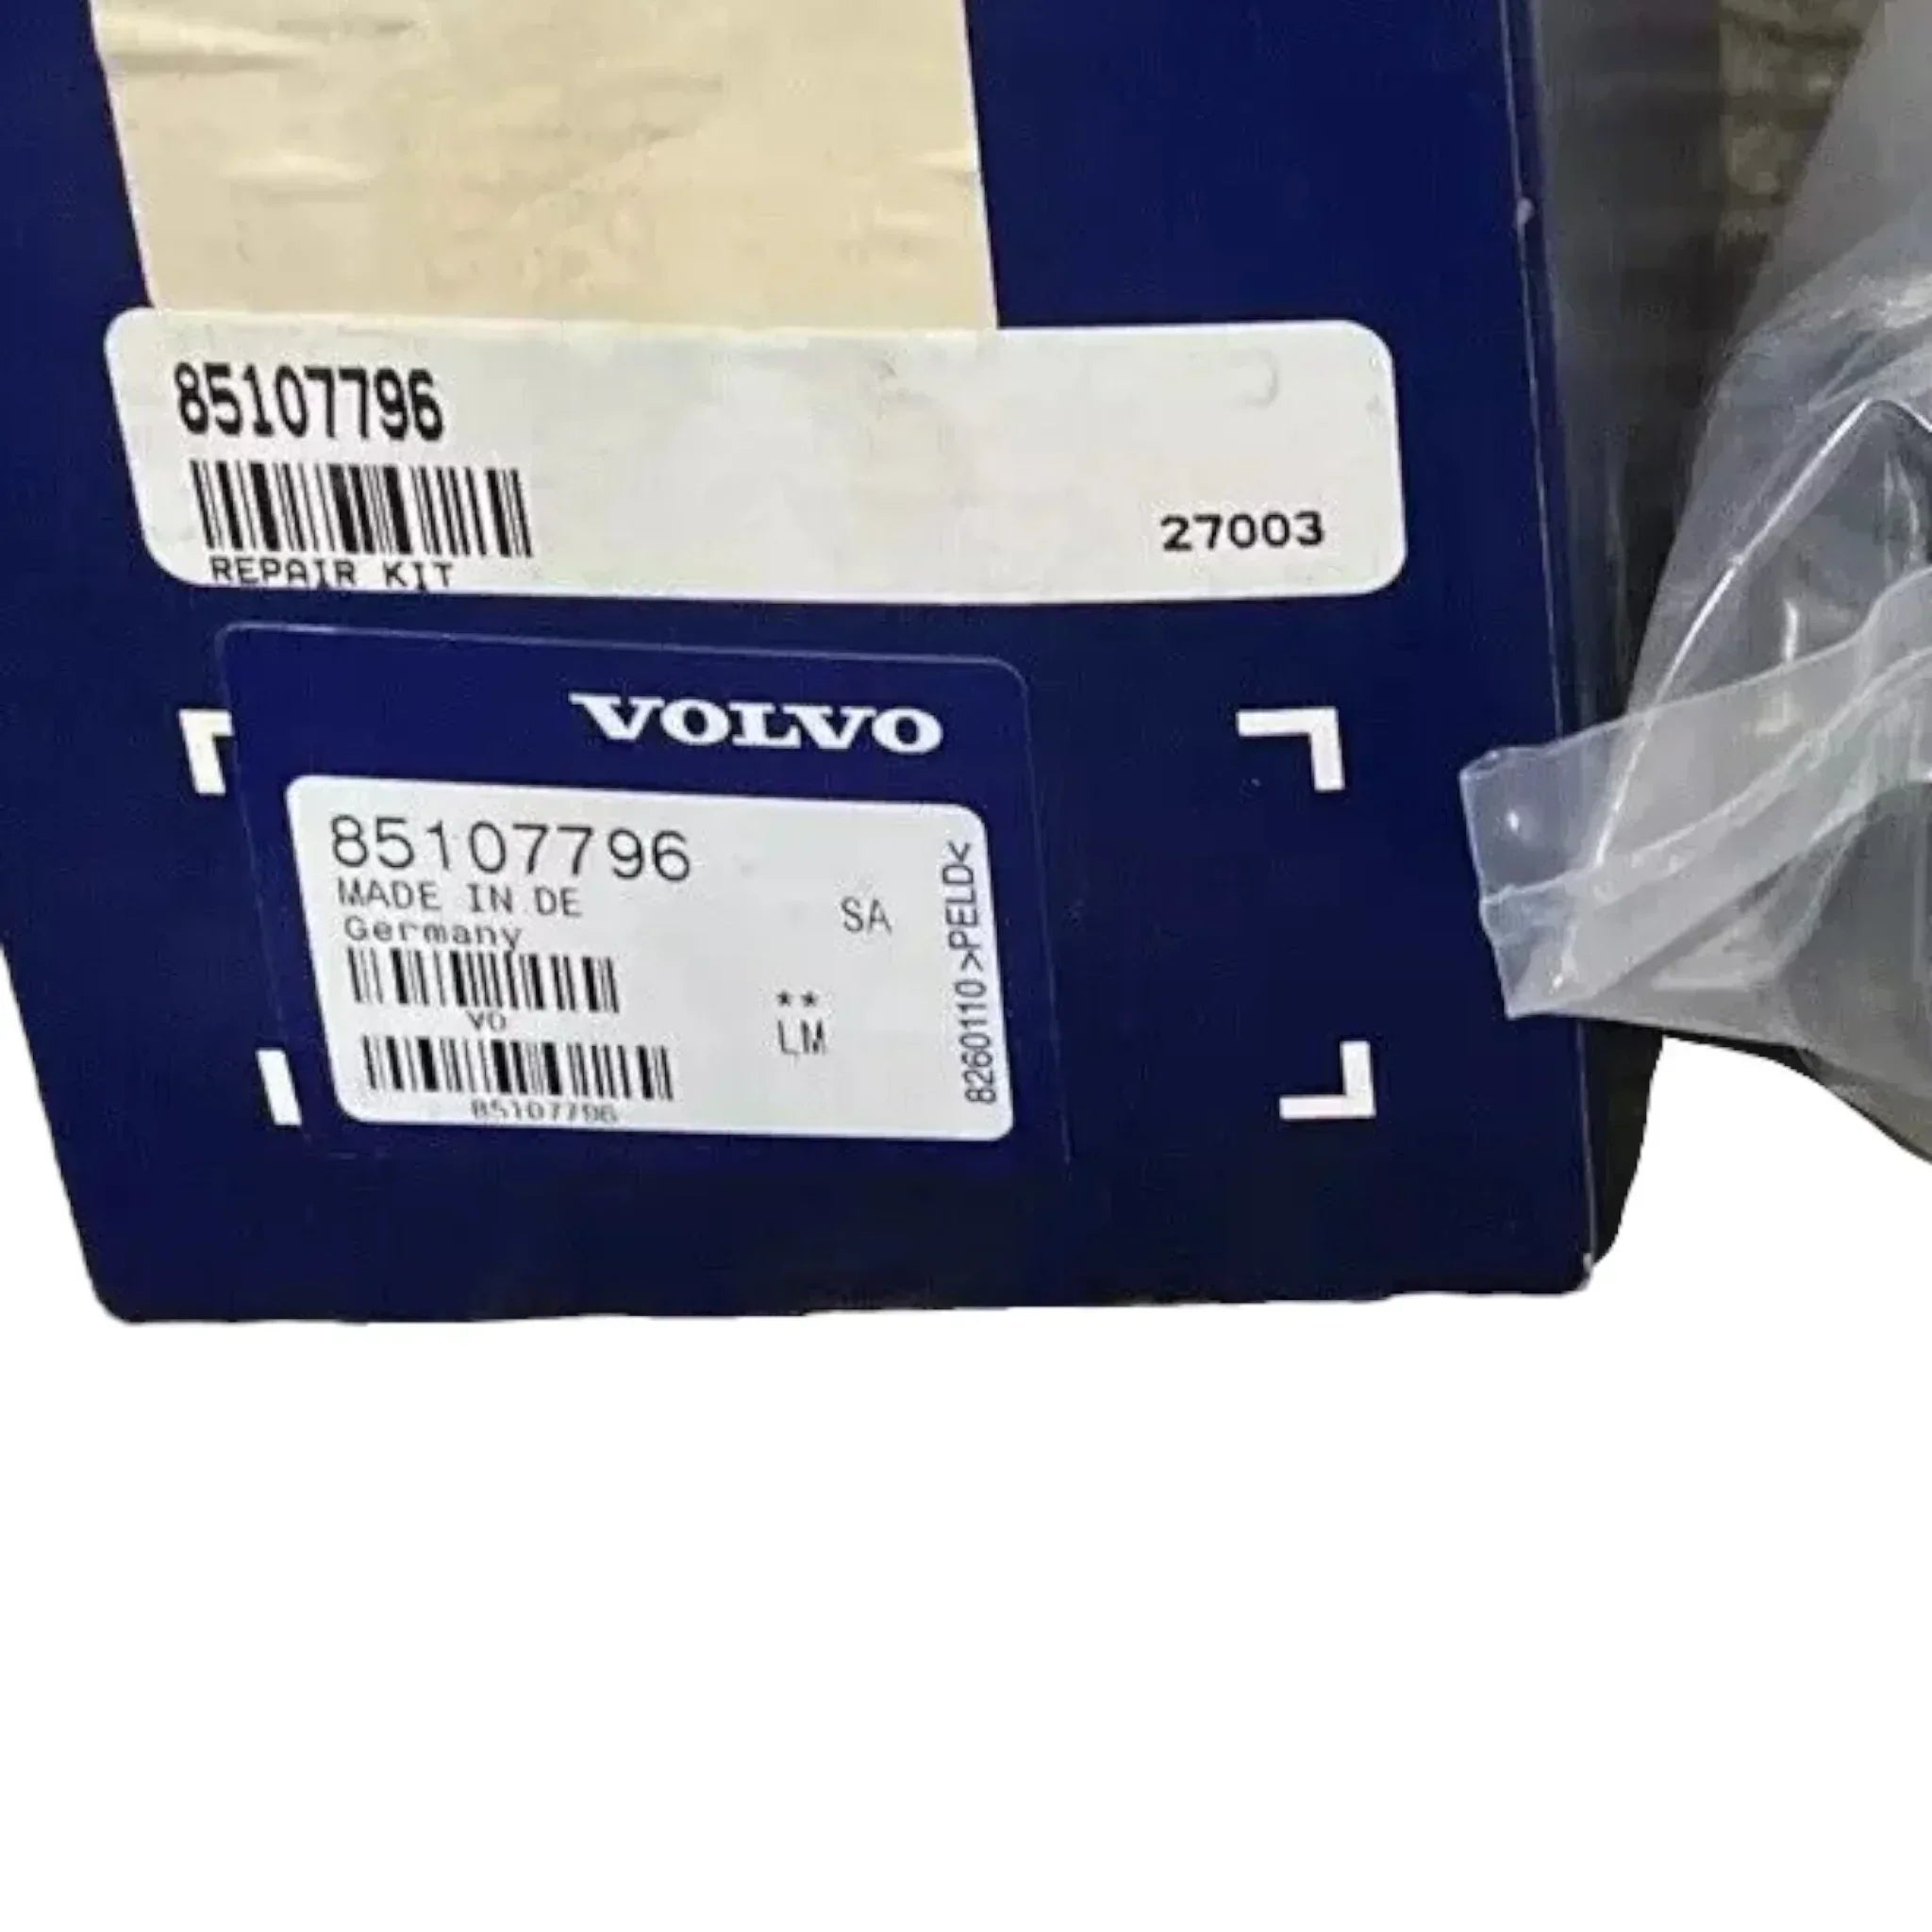 85107796
27003
REPAIR KIT
VOLVO
85107796
MADE IN DE
SA
Germany
VO
**
LM
85107796
8260110 >PELD<